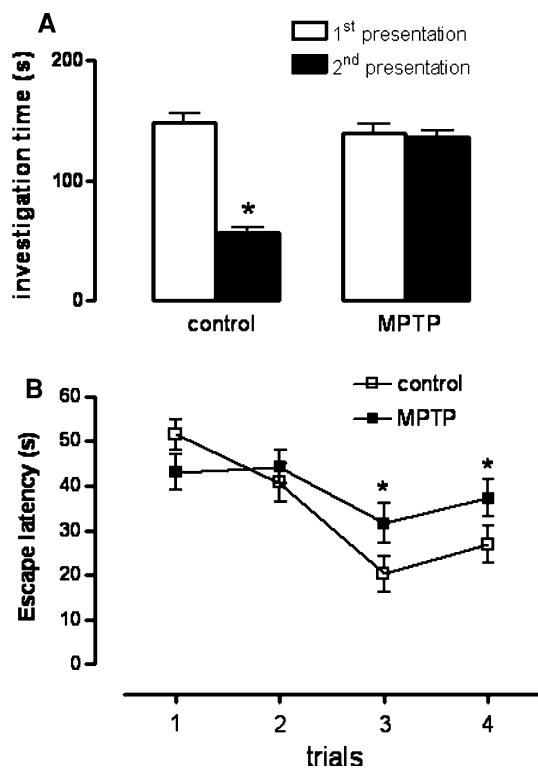 A
1st presentation
2nd presentation
investigation time (s)
200
100
0
*
control
MPTP
B
control
MPTP
Escape latency (s)
60
50
40
30
20
10
0
*
*
1 2 3 4
trials